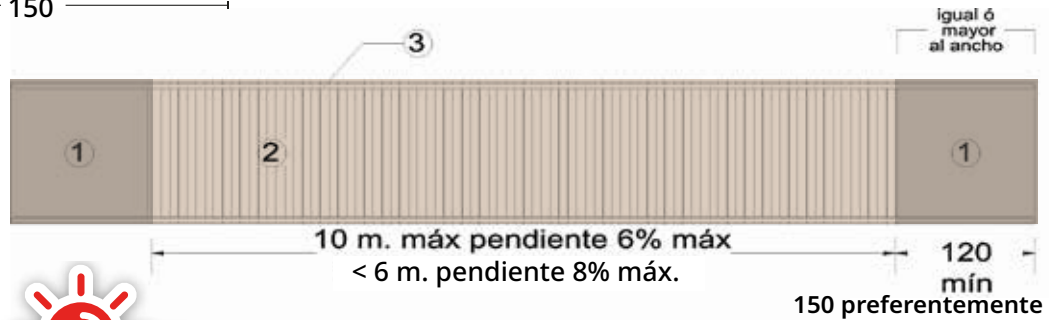 150
igual ó
mayor
al ancho
3
1
2
1
10 m. máx pendiente 6% máx
< 6 m. pendiente 8% máx.
120
mín
150 preferentemente